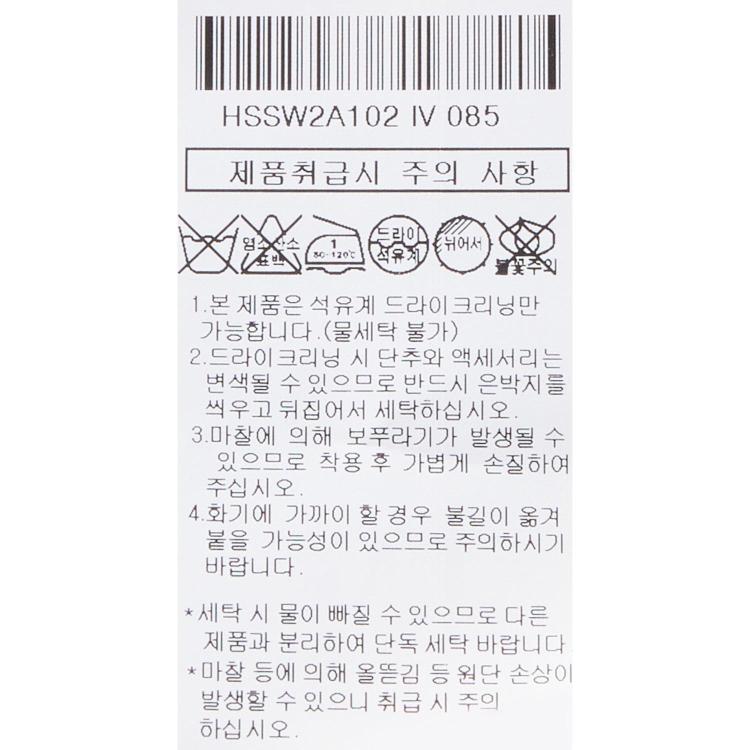 HSSW2A102 IV 085
제품취급시 주의 사항
염소산소 표백
1
80-120℃
드라이
석유계
뉘어서
불꽃주의
1.본 제품은 석유계 드라이크리닝만
가능합니다.(물세탁 불가)
2.드라이크리닝 시 단추와 액세서리는
변색될 수 있으므로 반드시 은박지를
씌우고 뒤집어서 세탁하십시오.
3.마찰에 의해 보푸라기가 발생될 수
있으므로 착용 후 가볍게 손질하여
주십시오.
4.화기에 가까이 할 경우 불길이 옮겨
붙을 가능성이 있으므로 주의하시기
바랍니다.
*세탁 시 물이 빠질 수 있으므로 다른
제품과 분리하여 단독 세탁 바랍니다.
*마찰 등에 의해 올뜯김 등 원단 손상이
발생할 수 있으니 취급 시 주의
하십시오.